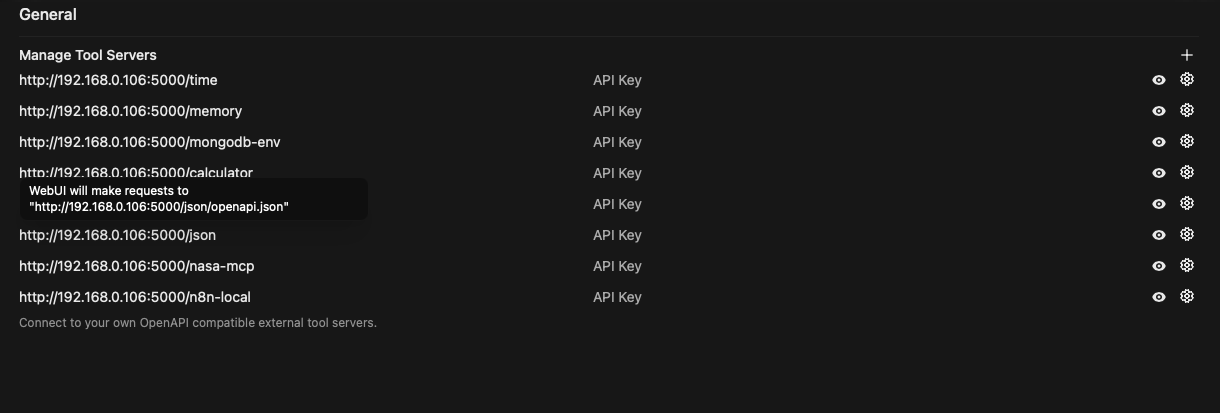 General
Manage Tool Servers
http://192.168.0.106:5000/time API Key
http://192.168.0.106:5000/memory API Key
http://192.168.0.106:5000/mongodb-env API Key
http://192.168.0.106:5000/calculator API Key
WebUI will make requests to
"http://192.168.0.106:5000/json/openapi.json"
API Key
http://192.168.0.106:5000/json API Key
http://192.168.0.106:5000/nasa-mcp API Key
http://192.168.0.106:5000/n8n-local API Key
Connect to your own OpenAPI compatible external tool servers.